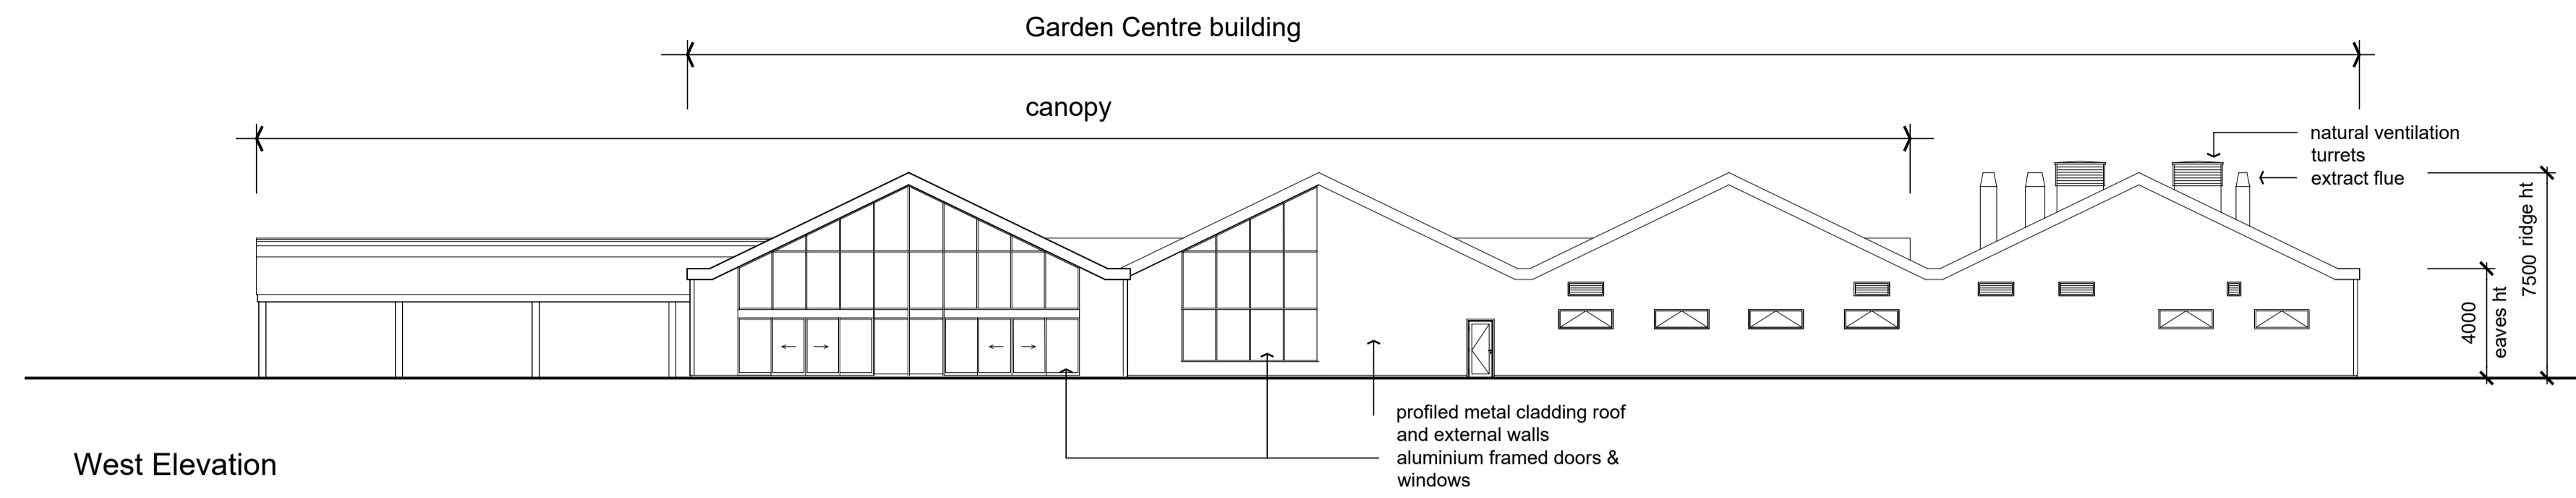 Garden Centre building
canopy
natural ventilation
turrets
extract flue
7500 ridge ht
4000
eaves ht
profiled metal cladding roof
and external walls
aluminium framed doors &
windows
West Elevation